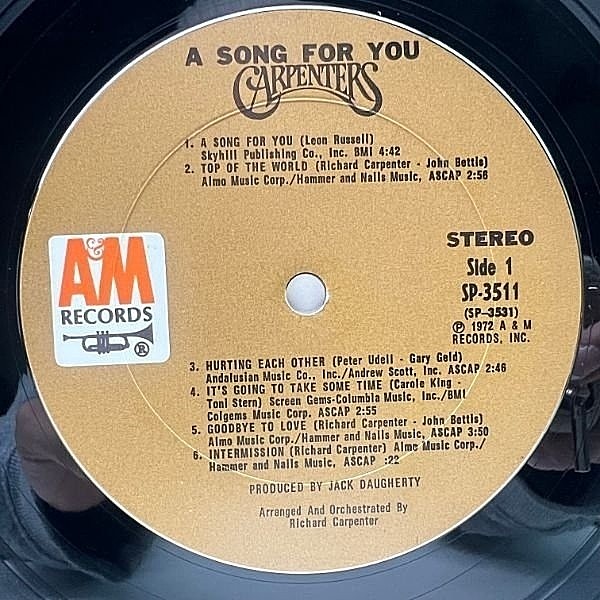 A SONG FOR YOU
CARPENTERS
1. A SONG FOR YOU (Leon Russell)
Skyhill Publishing Co., Inc. BMI 4:42
2. TOP OF THE WORLD (Richard Carpenter - John Bettis)
Almo Music Corp./Hammer and Nails Music, ASCAP 2:56
A&M
RECORDS
®
STEREO
Side 1
SP-3511
(SP-3531)
℗ 1972 A & M
RECORDS, INC.
3. HURTING EACH OTHER (Peter Udell - Gary Geld)
Andalusian Music Co., Inc./Andrew Scott, Inc. ASCAP 2:46
4. IT'S GOING TO TAKE SOME TIME (Carole King -
Toni Stern) Screen Gems-Columbia Music, Inc./BMI
Colgems Music Corp. ASCAP 2:55
5. GOODBYE TO LOVE (Richard Carpenter - John Bettis)
Almo Music Corp./Hammer and Nails Music, ASCAP 3:50
6. INTERMISSION (Richard Carpenter) Almo Music Corp./
Hammer and Nails Music, ASCAP :22
PRODUCED BY JACK DAUGHERTY
Arranged And Orchestrated By
Richard Carpenter